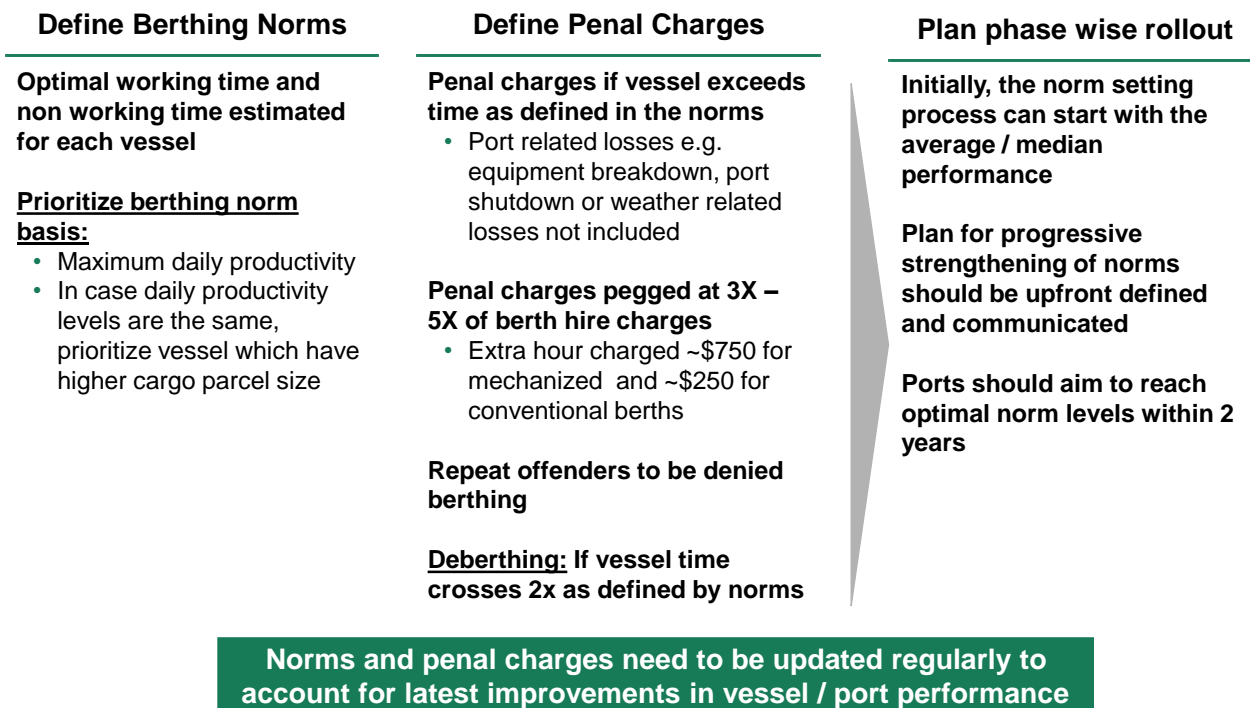 Define Berthing Norms
Optimal working time and
non working time estimated
for each vessel
Prioritize berthing norm
basis:
• Maximum daily productivity
• In case daily productivity
levels are the same,
prioritize vessel which have
higher cargo parcel size
Define Penal Charges
Penal charges if vessel exceeds
time as defined in the norms
• Port related losses e.g.
equipment breakdown, port
shutdown or weather related
losses not included
Penal charges pegged at 3X –
5X of berth hire charges
• Extra hour charged ~$750 for
mechanized and ~$250 for
conventional berths
Repeat offenders to be denied
berthing
Deberthing: If vessel time
crosses 2x as defined by norms
Plan phase wise rollout
Initially, the norm setting
process can start with the
average / median
performance
Plan for progressive
strengthening of norms
should be upfront defined
and communicated
Ports should aim to reach
optimal norm levels within 2
years
Norms and penal charges need to be updated regularly to
account for latest improvements in vessel / port performance